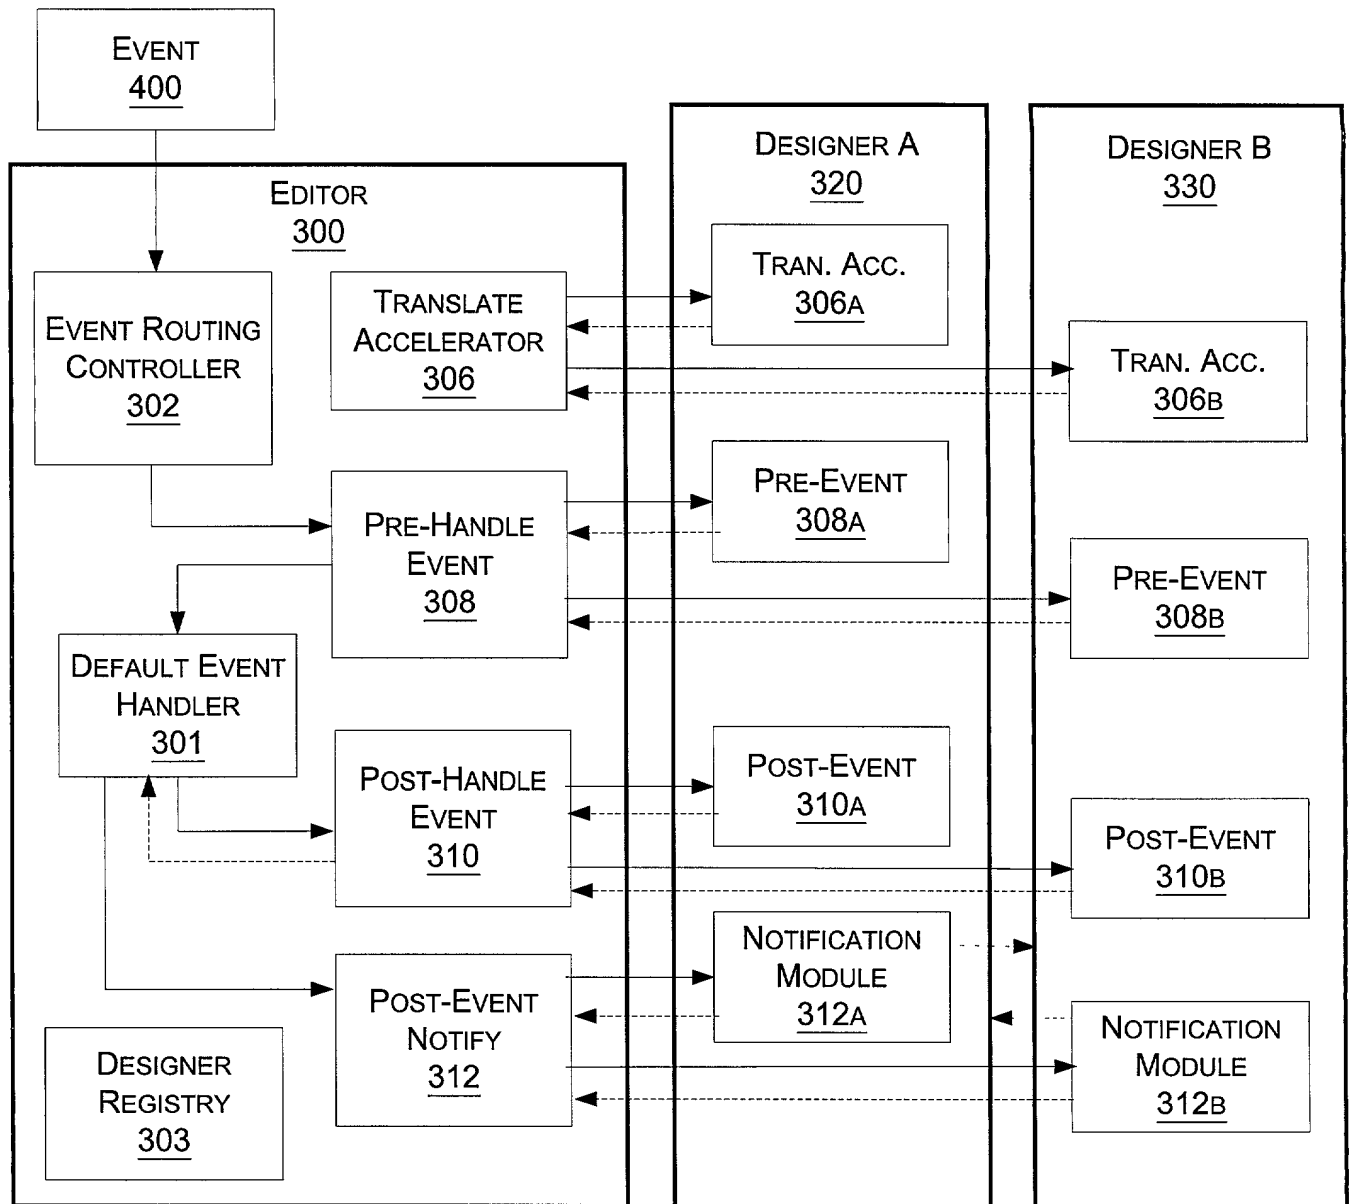 EVENT
400
EDITOR
300
EVENT ROUTING
CONTROLLER
302
TRANSLATE
ACCELERATOR
306
PRE-HANDLE
EVENT
308
DEFAULT EVENT
HANDLER
301
POST-HANDLE
EVENT
310
POST-EVENT
NOTIFY
312
DESIGNER
REGISTRY
303
DESIGNER A
320
TRAN. ACC.
306A
PRE-EVENT
308A
POST-EVENT
310A
NOTIFICATION
MODULE
312A
DESIGNER B
330
TRAN. ACC.
306B
PRE-EVENT
308B
POST-EVENT
310B
NOTIFICATION
MODULE
312B